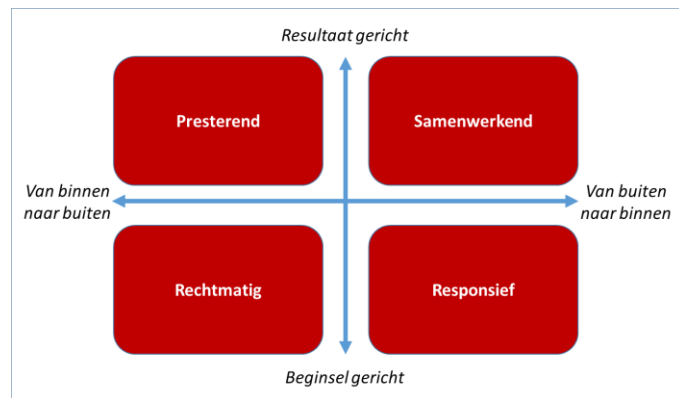 Resultaat gericht
Presterend
Samenwerkend
Van binnen
naar buiten
Van buiten
naar binnen
Rechtmatig
Responsief
Beginsel gericht